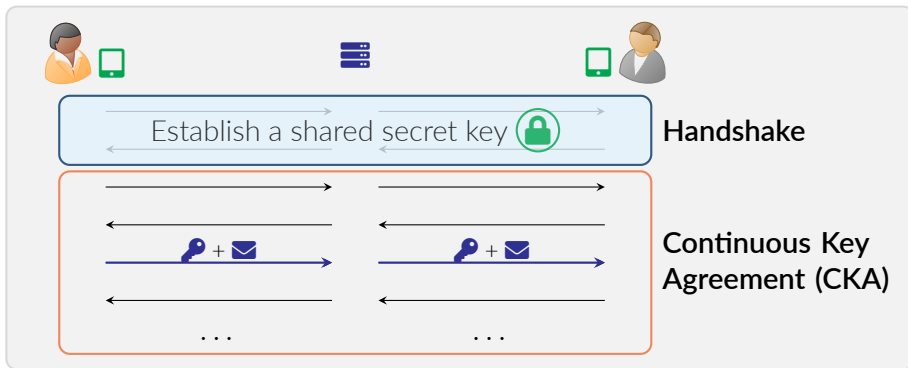 Establish a shared secret key
Handshake
+
+
Continuous Key
Agreement (CKA)
. . .
. . .